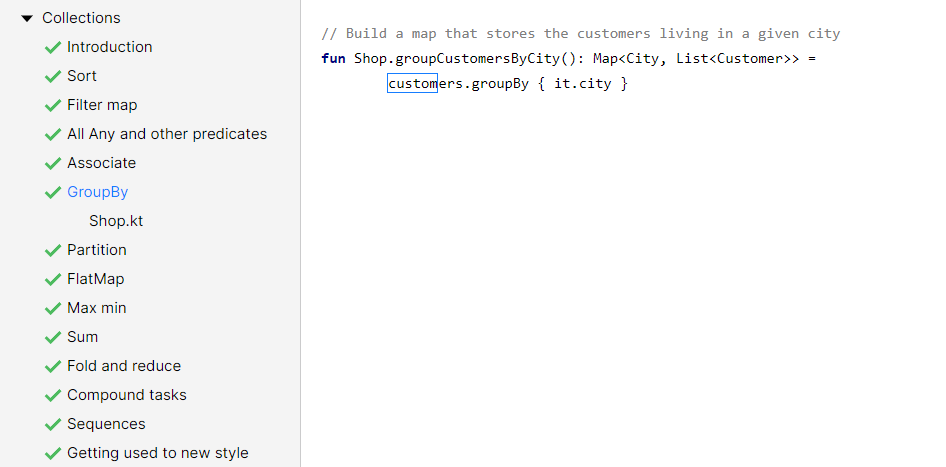 Collections
Introduction
Sort
Filter map
All Any and other predicates
Associate
GroupBy
Shop.kt
Partition
FlatMap
Max min
Sum
Fold and reduce
Compound tasks
Sequences
Getting used to new style
// Build a map that stores the customers living in a given city
fun Shop.groupCustomersByCity(): Map<City, List<Customer>> =
customers.groupBy { it.city }